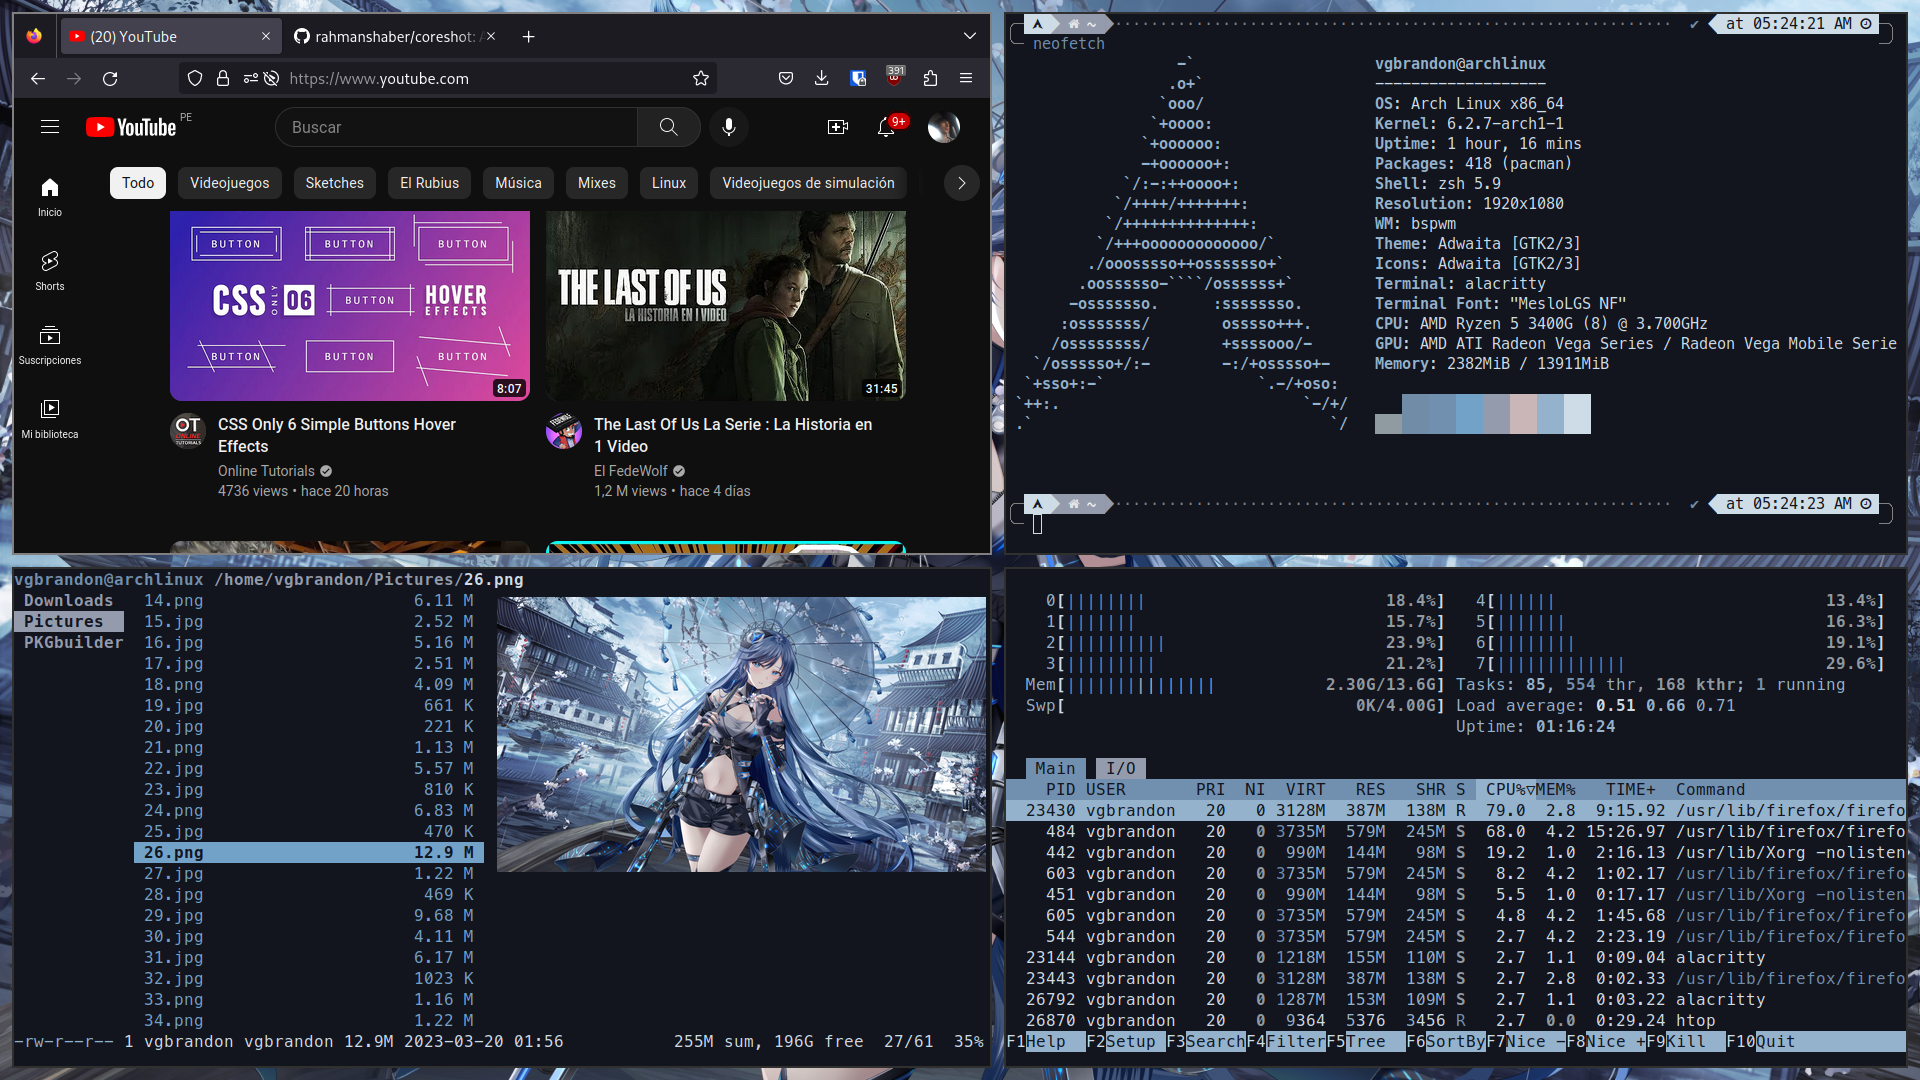 (20) YouTube
rahmanshaber/coreshot: A
https://www.youtube.com
391
YouTube PE
Buscar
9+
Todo
Videojuegos
Sketches
El Rubius
Música
Mixes
Linux
Videojuegos de simulación
Inicio
Shorts
Suscripciones
Mi biblioteca
BUTTON BUTTON BUTTON
CSS ONLY 06 BUTTON HOVER EFFECTS
BUTTON BUTTON BUTTON
8:07
THE LAST OF US
LA HISTORIA EN 1 VIDEO
31:45
OT
ONLINE
TUTORIALS
CSS Only 6 Simple Buttons Hover
Effects
Online Tutorials
4736 views • hace 20 horas
FEDEWOLF
The Last Of Us La Serie : La Historia en
1 Video
El FedeWolf
1,2 M views • hace 4 días
~ ✔ at 05:24:21 AM
neofetch
-`
.o+`
`ooo/
`+oooo:
`+oooooo:
-+oooooo+:
`/:-:++oooo+:
`/++++/+++++++:
`/++++++++++++++:
`/+++ooooooooooooo/`
./ooosssso++osssssso+`
.oossssso-````/ossssss+`
-osssssso.      :ssssssso.
:osssssss/        osssso+++.
/ossssssss/        +ssssooo/-
`/ossssso+/:-        -:/+osssso+-
`+sso+:-`                 `.-/+oso:
`++:.                           `-/+/
.`                                 `/
vgbrandon@archlinux
-------------------
OS: Arch Linux x86_64
Kernel: 6.2.7-arch1-1
Uptime: 1 hour, 16 mins
Packages: 418 (pacman)
Shell: zsh 5.9
Resolution: 1920x1080
WM: bspwm
Theme: Adwaita [GTK2/3]
Icons: Adwaita [GTK2/3]
Terminal: alacritty
Terminal Font: "MesloLGS NF"
CPU: AMD Ryzen 5 3400G (8) @ 3.700GHz
GPU: AMD ATI Radeon Vega Series / Radeon Vega Mobile Serie
Memory: 2382MiB / 13911MiB
~ ✔ at 05:24:23 AM
vgbrandon@archlinux /home/vgbrandon/Pictures/26.png
Downloads
Pictures
PKGbuilder
14.png 6.11 M
15.jpg 2.52 M
16.jpg 5.16 M
17.jpg 2.51 M
18.jpg 4.09 M
19.jpg 661 K
20.jpg 221 K
21.png 1.13 M
22.jpg 5.57 M
23.jpg 810 K
24.png 6.83 M
25.jpg 470 K
26.png 12.9 M
27.jpg 1.22 M
28.jpg 469 K
29.jpg 9.68 M
30.jpg 4.11 M
31.jpg 6.17 M
32.jpg 1023 K
33.png 1.16 M
34.png 1.22 M
-rw-r--r-- 1 vgbrandon vgbrandon 12.9M 2023-03-20 01:56 255M sum, 196G free 27/61 35%
0[|||||||| 18.4%] 4[|||||| 13.4%]
1[||||||| 15.7%] 5[||||||| 16.3%]
2[|||||||||| 23.9%] 6[|||||||| 19.1%]
3[||||||||| 21.2%] 7[||||||||||||| 29.6%]
Mem[||||||||||||||| 2.30G/13.6G] Tasks: 85, 554 thr, 168 kthr; 1 running
Swp[ 0K/4.00G] Load average: 0.51 0.66 0.71
Uptime: 01:16:24
Main I/O
PID USER PRI NI VIRT RES SHR S CPU%▽MEM% TIME+ Command
23430 vgbrandon 20 0 3128M 387M 138M R 79.0 2.8 9:15.92 /usr/lib/firefox/firefo
484 vgbrandon 20 0 3735M 579M 245M S 68.0 4.2 15:26.97 /usr/lib/firefox/firefo
442 vgbrandon 20 0 990M 144M 98M S 19.2 1.0 2:16.13 /usr/lib/Xorg -nolisten
603 vgbrandon 20 0 3735M 579M 245M S 8.2 4.2 1:02.17 /usr/lib/firefox/firefo
451 vgbrandon 20 0 990M 144M 98M S 5.5 1.0 0:17.17 /usr/lib/Xorg -nolisten
605 vgbrandon 20 0 3735M 579M 245M S 4.8 4.2 1:45.68 /usr/lib/firefox/firefo
544 vgbrandon 20 0 3735M 579M 245M S 2.7 4.2 2:23.19 /usr/lib/firefox/firefo
23144 vgbrandon 20 0 1218M 155M 110M S 2.7 1.1 0:09.04 alacritty
23443 vgbrandon 20 0 3128M 387M 138M S 2.7 2.8 0:02.33 /usr/lib/firefox/firefo
26792 vgbrandon 20 0 1287M 153M 109M S 2.7 1.1 0:03.22 alacritty
26870 vgbrandon 20 0 9364 5376 3456 R 2.7 0.0 0:29.24 htop
F1Help F2Setup F3SearchF4FilterF5Tree F6SortByF7Nice -F8Nice +F9Kill F10Quit